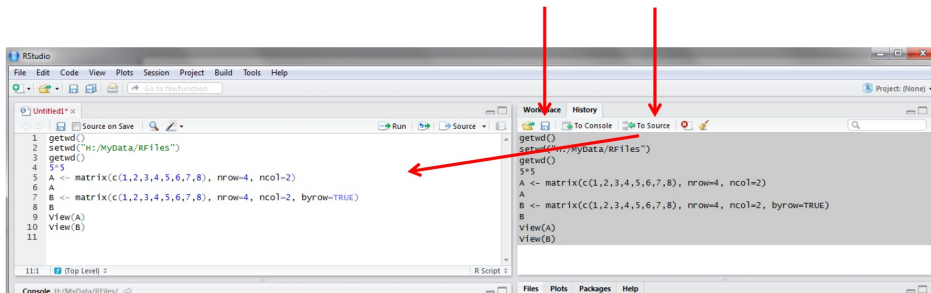 RStudio
File Edit Code View Plots Session Project Build Tools Help
Go to file/function
Project: (None)
Untitled1* ×
Source on Save
Run
Source
1 getwd()
2 setwd("H:/MyData/RFiles")
3 getwd()
4 5*5
5 A <- matrix(c(1,2,3,4,5,6,7,8), nrow=4, ncol=2)
6 A
7 B <- matrix(c(1,2,3,4,5,6,7,8), nrow=4, ncol=2, byrow=TRUE)
8 B
9 View(A)
10 View(B)
11
11:1 (Top Level) R Script
Console H:/MyData/RFiles/
Workspace History
To Console To Source
getwd()
setwd("H:/MyData/RFiles")
getwd()
5*5
A <- matrix(c(1,2,3,4,5,6,7,8), nrow=4, ncol=2)
A
B <- matrix(c(1,2,3,4,5,6,7,8), nrow=4, ncol=2, byrow=TRUE)
B
View(A)
View(B)
Files Plots Packages Help